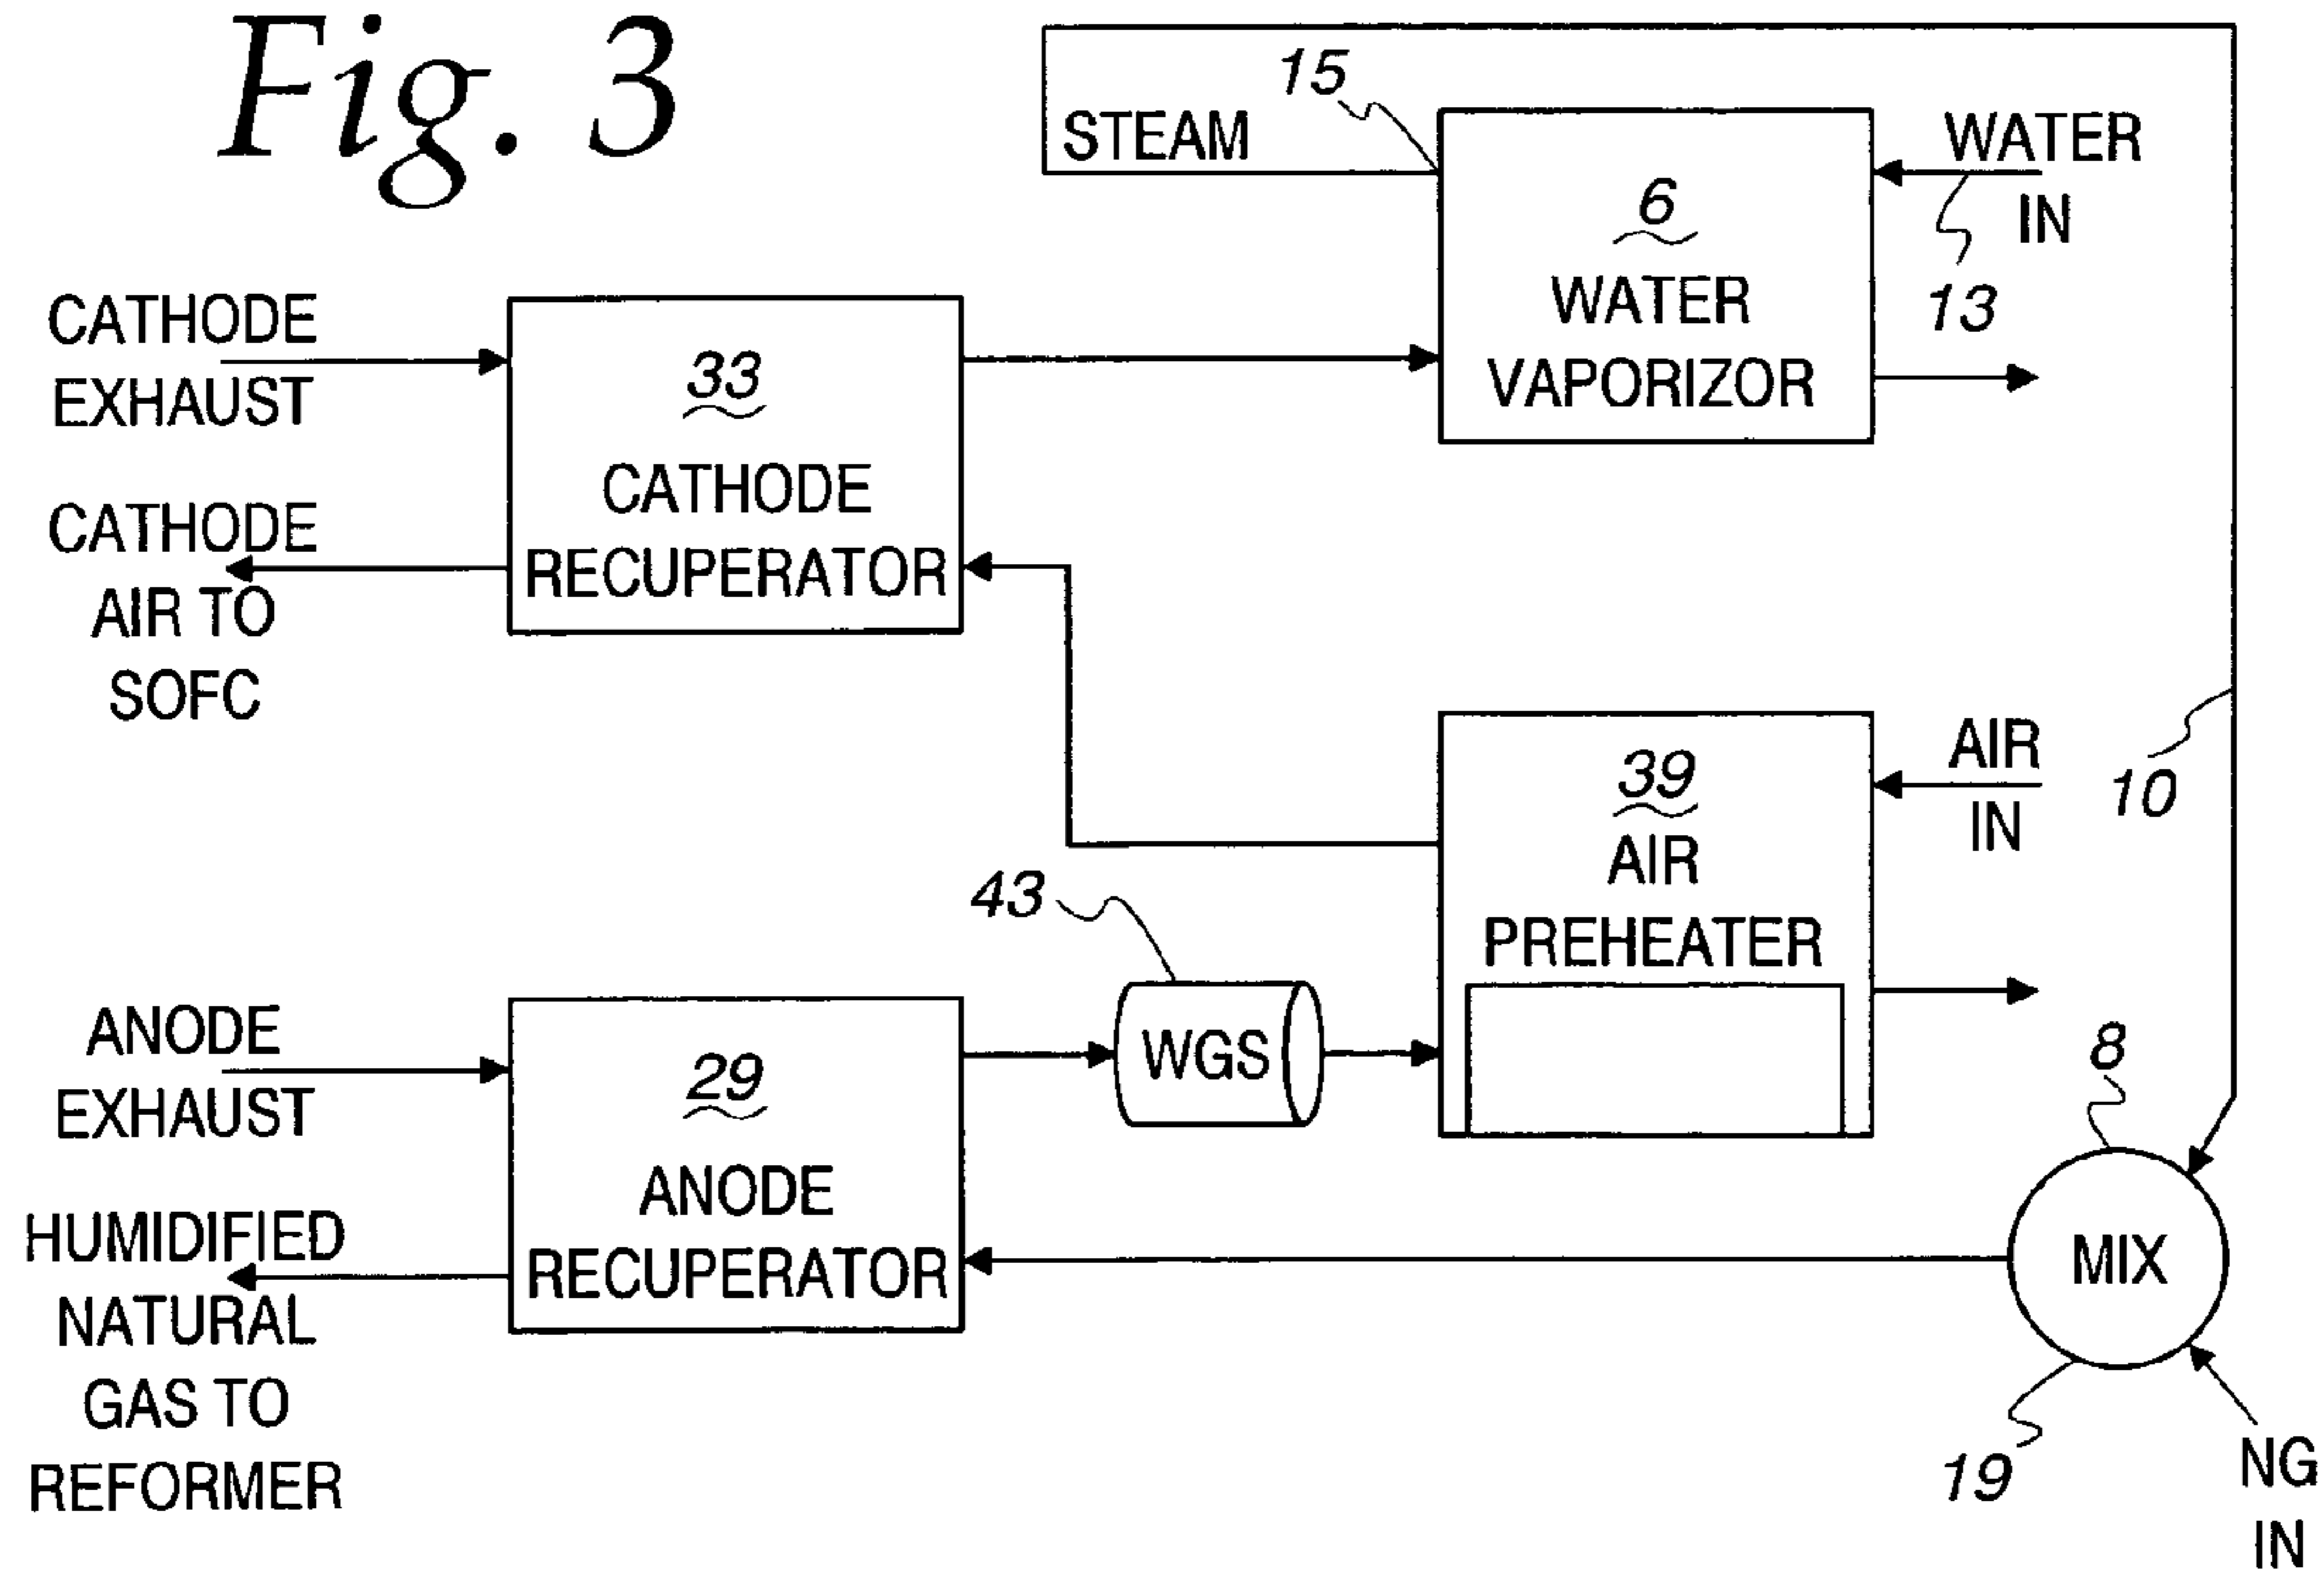 Fig. 3
15
STEAM
WATER
IN
6
WATER
VAPORIZOR
13
CATHODE
EXHAUST
33
CATHODE
RECUPERATOR
CATHODE
AIR TO
SOFC
39
AIR
PREHEATER
AIR
IN
10
43
WGS
ANODE
EXHAUST
29
ANODE
RECUPERATOR
8
MIX
HUMIDIFIED
NATURAL
GAS TO
REFORMER
19
NG
IN